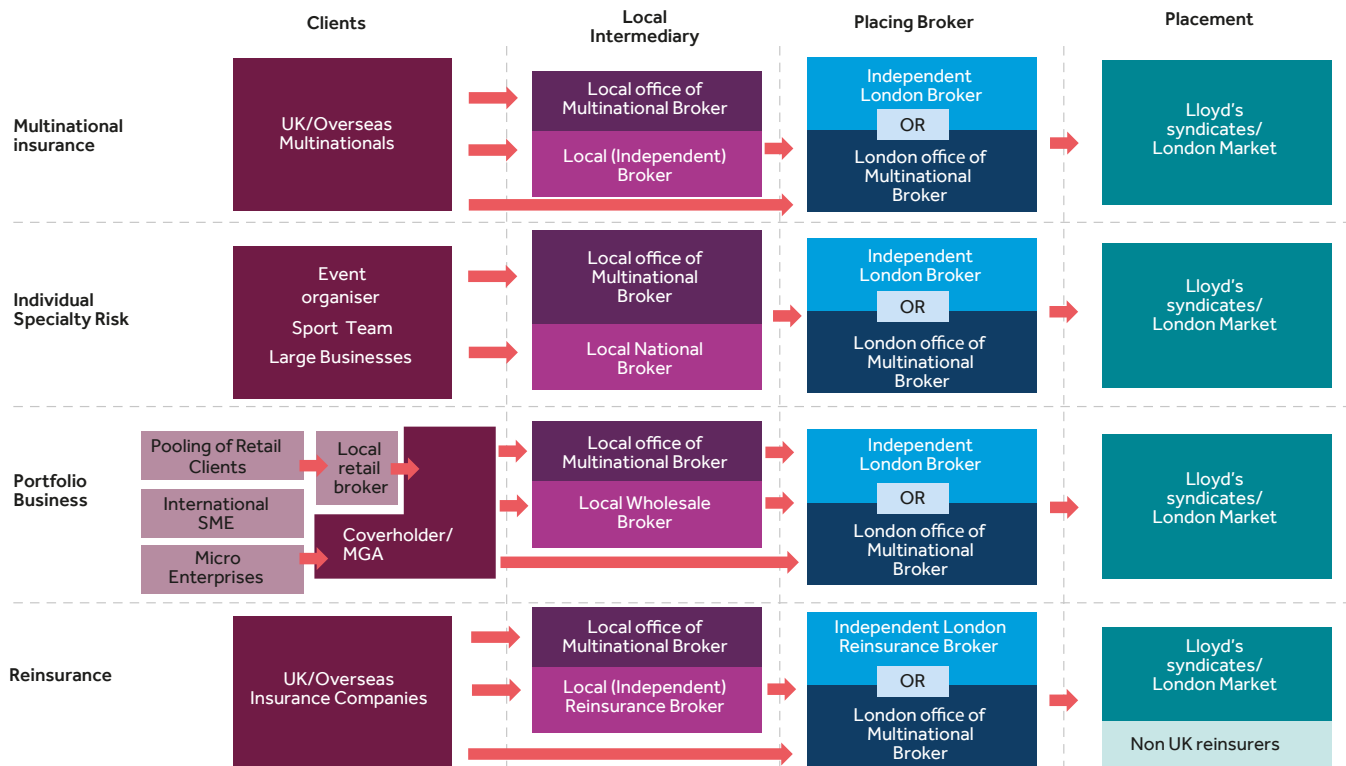 Clients
Local
Intermediary
Placing Broker
Placement
Multinational
insurance
UK/Overseas
Multinationals
Local office of
Multinational Broker
Local (Independent)
Broker
Independent
London Broker
OR
London office of
Multinational
Broker
Lloyd's
syndicates/
London Market
Individual
Specialty Risk
Event
organiser
Sport Team
Large Businesses
Local office of
Multinational
Broker
Local National
Broker
Independent
London Broker
OR
London office of
Multinational
Broker
Lloyd's
syndicates/
London Market
Portfolio
Business
Pooling of Retail
Clients
International
SME
Micro
Enterprises
Local
retail
broker
Coverholder/
MGA
Local office of
Multinational Broker
Local Wholesale
Broker
Independent
London Broker
OR
London office of
Multinational
Broker
Lloyd's
syndicates/
London Market
Reinsurance
UK/Overseas
Insurance Companies
Local office of
Multinational Broker
Local (Independent)
Reinsurance Broker
Independent London
Reinsurance Broker
OR
London office of
Multinational
Broker
Lloyd's
syndicates/
London Market
Non UK reinsurers